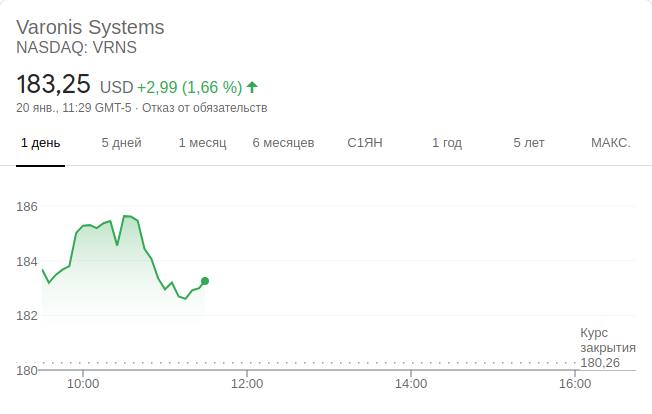 Varonis Systems
NASDAQ: VRNS
183,25 USD +2,99 (1,66 %)
20 янв., 11:29 GMT-5 · Отказ от обязательств
1 день 5 дней 1 месяц 6 месяцев С1ЯН 1 год 5 лет МАКС.
186
184
182
Курс
закрытия
180,26
180
10:00 12:00 14:00 16:00